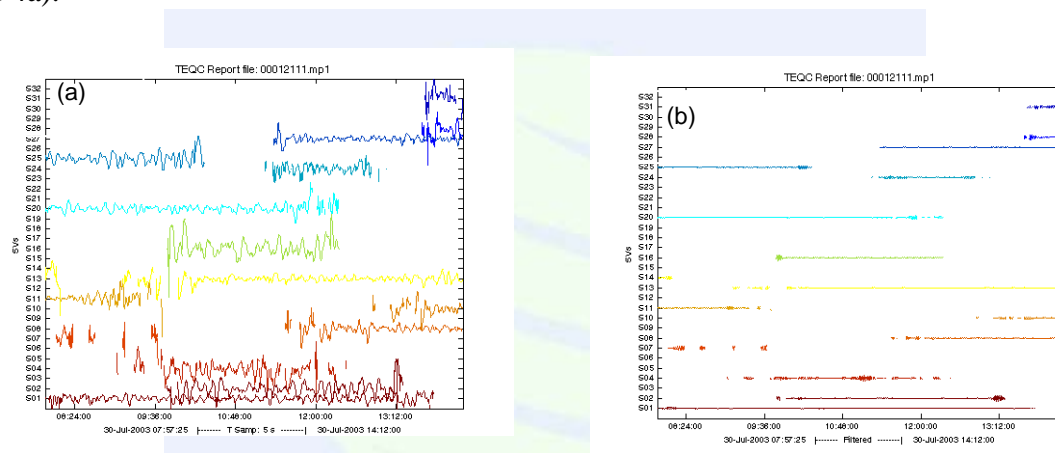 TEQC Report file: 00012111.mp1
(a)
S32
S31
S30
S29
S28
S27
S26
S25
S24
S23
S22
S21
S20
S19
S18
S17
S16
S15
S14
S13
S12
S11
S10
S09
S08
S07
S06
S05
S04
S03
S02
S01
SVs
08:24:00 09:36:00 10:48:00 12:00:00 13:12:00
30-Jul-2003 07:57:25 |------- T Samp: 5 s -------| 30-Jul-2003 14:12:00
TEQC Report file: 00012111.mp1
(b)
S32
S31
S30
S29
S28
S27
S26
S25
S24
S23
S22
S21
S20
S19
S18
S17
S16
S15
S14
S13
S12
S11
S10
S09
S08
S07
S06
S05
S04
S03
S02
S01
SVs
08:24:00 09:36:00 10:48:00 12:00:00 13:12:00
30-Jul-2003 07:57:25 |------- Filtered -------| 30-Jul-2003 14:12:00